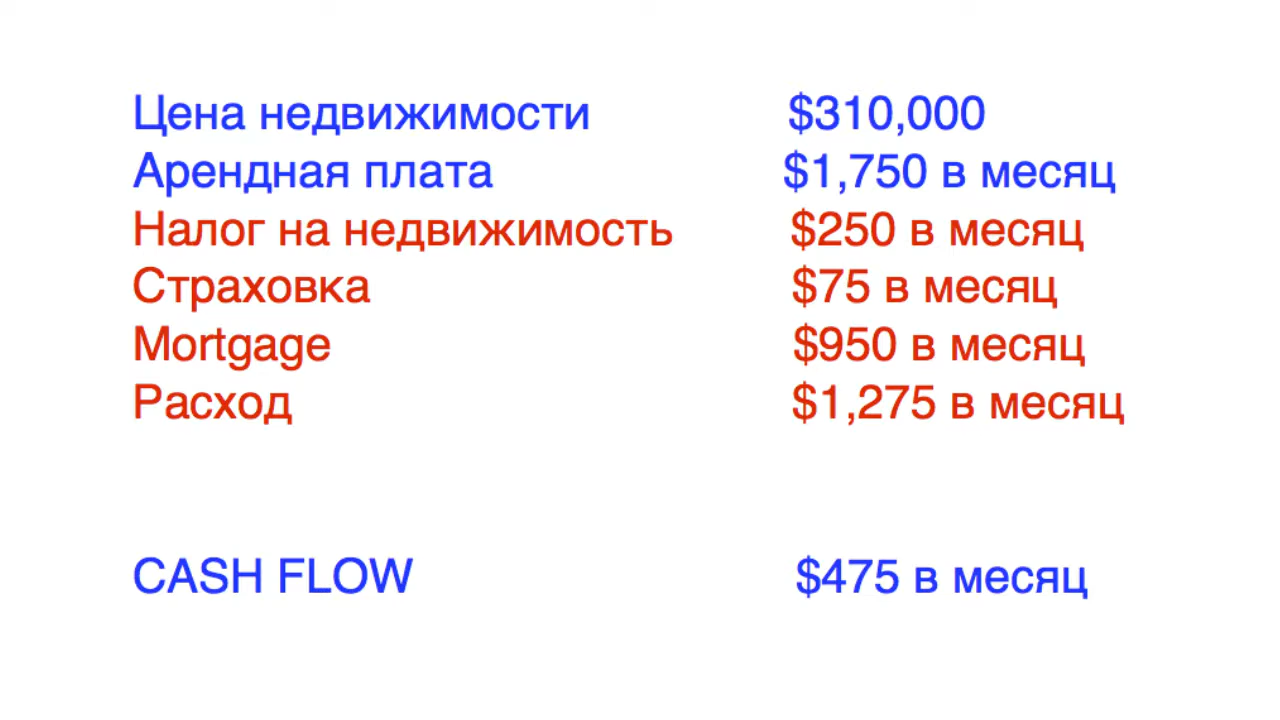 Цена недвижимости $310,000
Арендная плата $1,750 в месяц
Налог на недвижимость $250 в месяц
Страховка $75 в месяц
Mortgage $950 в месяц
Расход $1,275 в месяц
CASH FLOW $475 в месяц